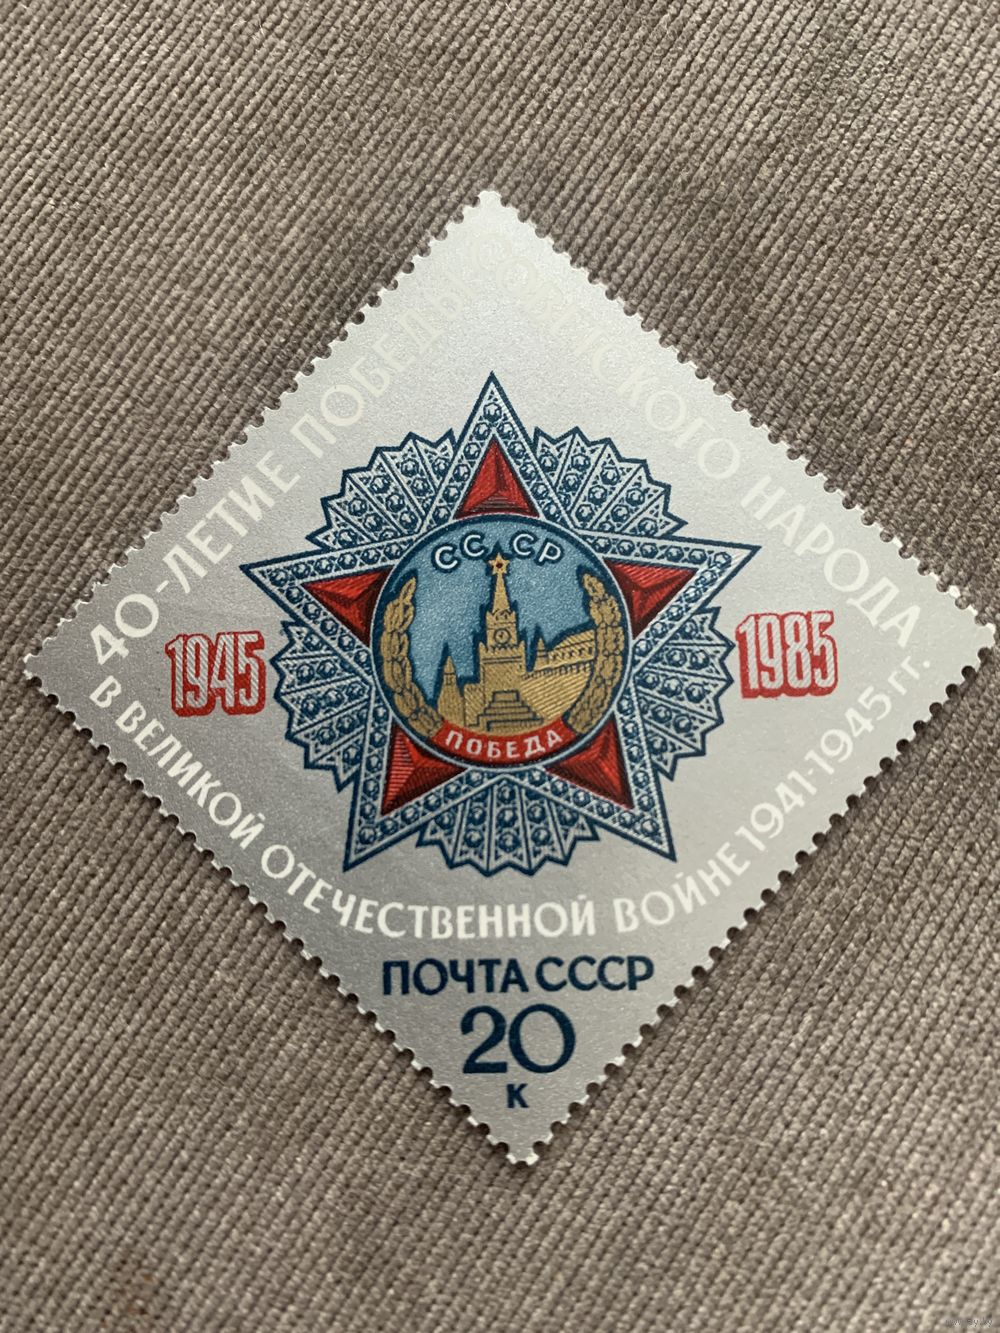 40-ЛЕТИЕ ПОБЕДЫ СОВЕТСКОГО НАРОДА
В ВЕЛИКОЙ ОТЕЧЕСТВЕННОЙ ВОЙНЕ 1941-1945 гг.
СССР
1945
1985
ПОБЕДА
ПОЧТА СССР
20
К